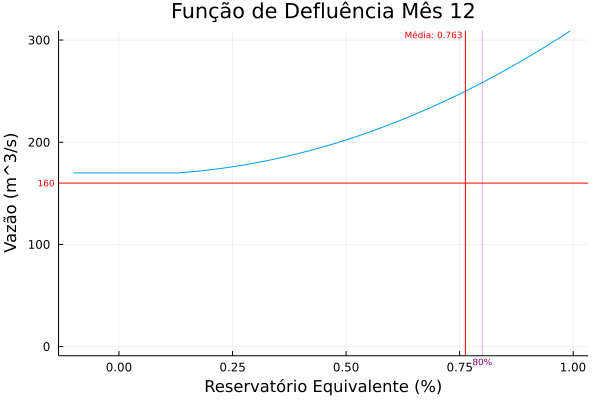 Função de Defluência Mês 12
Média: 0.763
300
200
160
100
0
Vazão (m^3/s)
0.00
0.25
0.50
0.75
80%
1.00
Reservatório Equivalente (%)